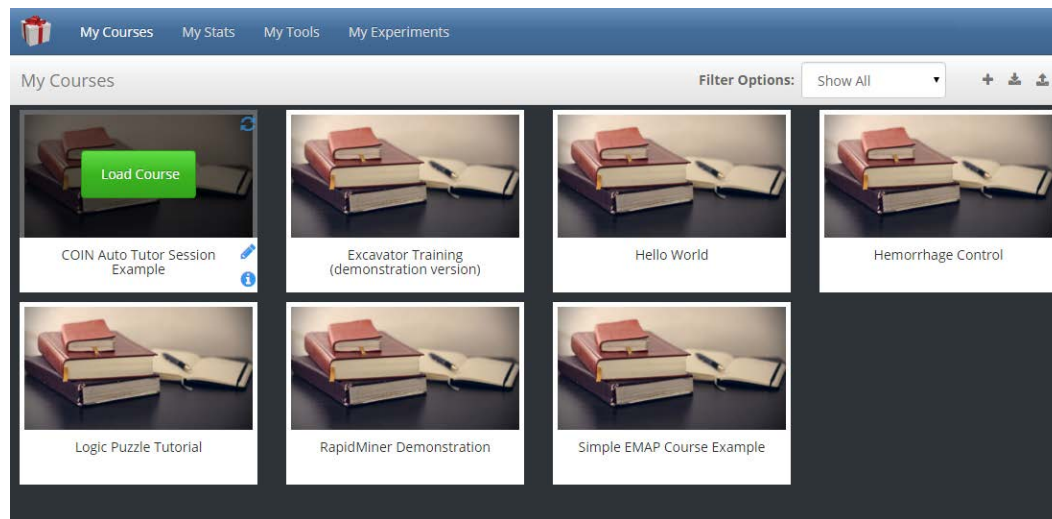 My Courses My Stats My Tools My Experiments
My Courses Filter Options: Show All
Load Course
COIN Auto Tutor Session
Example
Excavator Training
(demonstration version)
Hello World
Hemorrhage Control
Logic Puzzle Tutorial
RapidMiner Demonstration
Simple EMAP Course Example